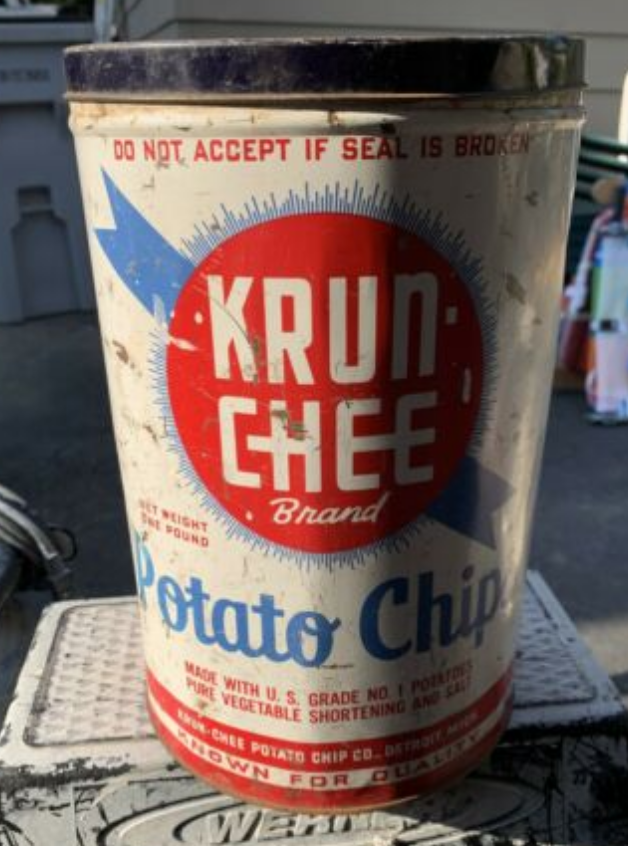 DO NOT ACCEPT IF SEAL IS BROKEN
KRUN-
CHEE
Brand
NET WEIGHT
ONE POUND
Potato Chip
MADE WITH U. S. GRADE NO. 1 POTATOES
PURE VEGETABLE SHORTENING AND SALT
KRUN-CHEE POTATO CHIP CO., DETROIT, MICH.
KNOWN FOR QUALITY